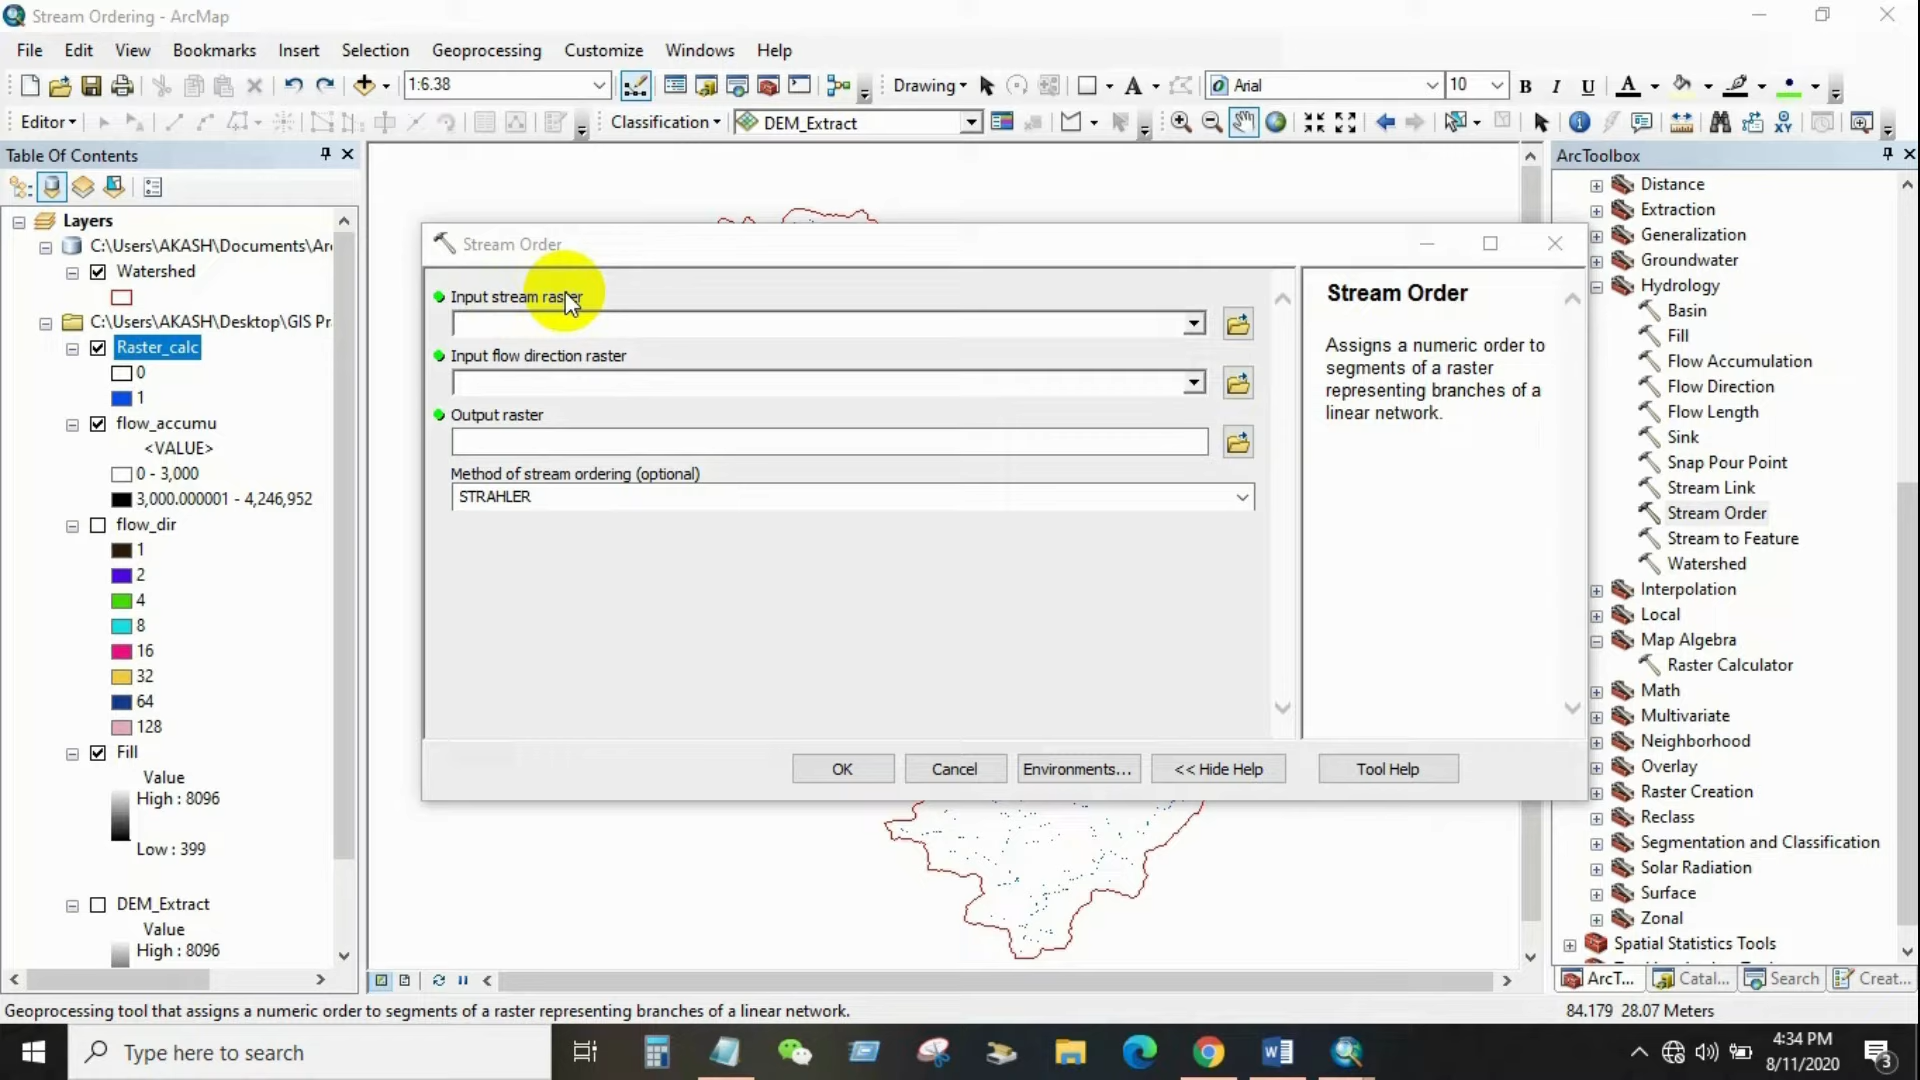 Stream Ordering - ArcMap
File Edit View Bookmarks Insert Selection Geoprocessing Customize Windows Help
1:6.38 Drawing A Arial 10 B I U A
Editor Classification DEM_Extract
Table Of Contents
Layers
C:\Users\AKASH\Documents\Arc
Watershed
C:\Users\AKASH\Desktop\GIS Pr
Raster_calc
0
1
flow_accumu
<VALUE>
0 - 3,000
3,000.000001 - 4,246,952
flow_dir
1
2
4
8
16
32
64
128
Fill
Value
High : 8096
Low : 399
DEM_Extract
Value
High : 8096
Stream Order
Input stream raster
Input flow direction raster
Output raster
Method of stream ordering (optional)
STRAHLER
OK Cancel Environments... << Hide Help Tool Help
Stream Order
Assigns a numeric order to
segments of a raster
representing branches of a
linear network.
ArcToolbox
Distance
Extraction
Generalization
Groundwater
Hydrology
Basin
Fill
Flow Accumulation
Flow Direction
Flow Length
Sink
Snap Pour Point
Stream Link
Stream Order
Stream to Feature
Watershed
Interpolation
Local
Map Algebra
Raster Calculator
Math
Multivariate
Neighborhood
Overlay
Raster Creation
Reclass
Segmentation and Classification
Solar Radiation
Surface
Zonal
Spatial Statistics Tools
ArcT... Catal... Search Creat...
Geoprocessing tool that assigns a numeric order to segments of a raster representing branches of a linear network.
84.179 28.07 Meters
Type here to search
4:34 PM
8/11/2020
3